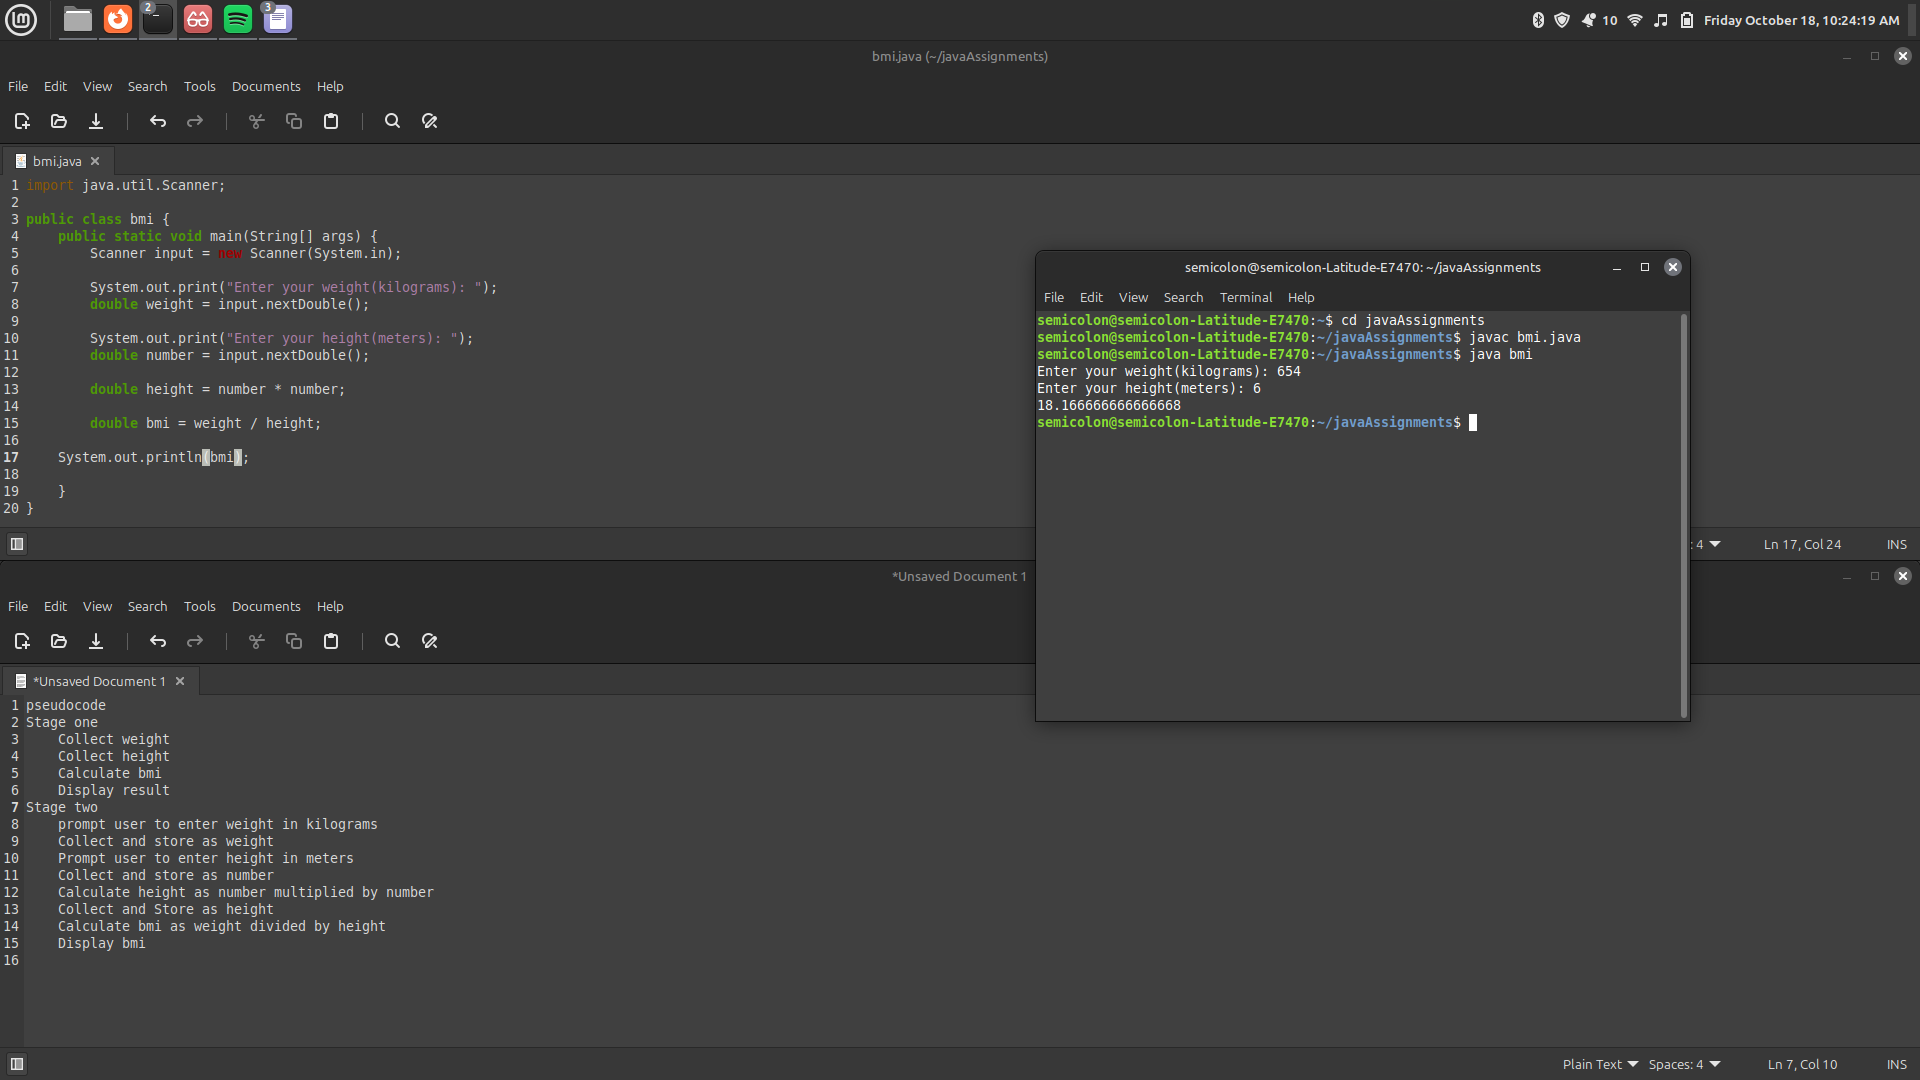 2 3 10 Friday October 18, 10:24:19 AM
bmi.java (~/javaAssignments)
File Edit View Search Tools Documents Help
bmi.java
1 import java.util.Scanner;
2
3 public class bmi {
4     public static void main(String[] args) {
5         Scanner input = new Scanner(System.in);
6
7         System.out.print("Enter your weight(kilograms): ");
8         double weight = input.nextDouble();
9
10         System.out.print("Enter your height(meters): ");
11         double number = input.nextDouble();
12
13         double height = number * number;
14
15         double bmi = weight / height;
16
17     System.out.println(bmi);
18
19     }
20 }
: 4 Ln 17, Col 24 INS
semicolon@semicolon-Latitude-E7470: ~/javaAssignments
File Edit View Search Terminal Help
semicolon@semicolon-Latitude-E7470:~$ cd javaAssignments
semicolon@semicolon-Latitude-E7470:~/javaAssignments$ javac bmi.java
semicolon@semicolon-Latitude-E7470:~/javaAssignments$ java bmi
Enter your weight(kilograms): 654
Enter your height(meters): 6
18.166666666666668
semicolon@semicolon-Latitude-E7470:~/javaAssignments$
*Unsaved Document 1
File Edit View Search Tools Documents Help
*Unsaved Document 1
1 pseudocode
2 Stage one
3     Collect weight
4     Collect height
5     Calculate bmi
6     Display result
7 Stage two
8     prompt user to enter weight in kilograms
9     Collect and store as weight
10     Prompt user to enter height in meters
11     Collect and store as number
12     Calculate height as number multiplied by number
13     Collect and Store as height
14     Calculate bmi as weight divided by height
15     Display bmi
16
Plain Text Spaces: 4 Ln 7, Col 10 INS